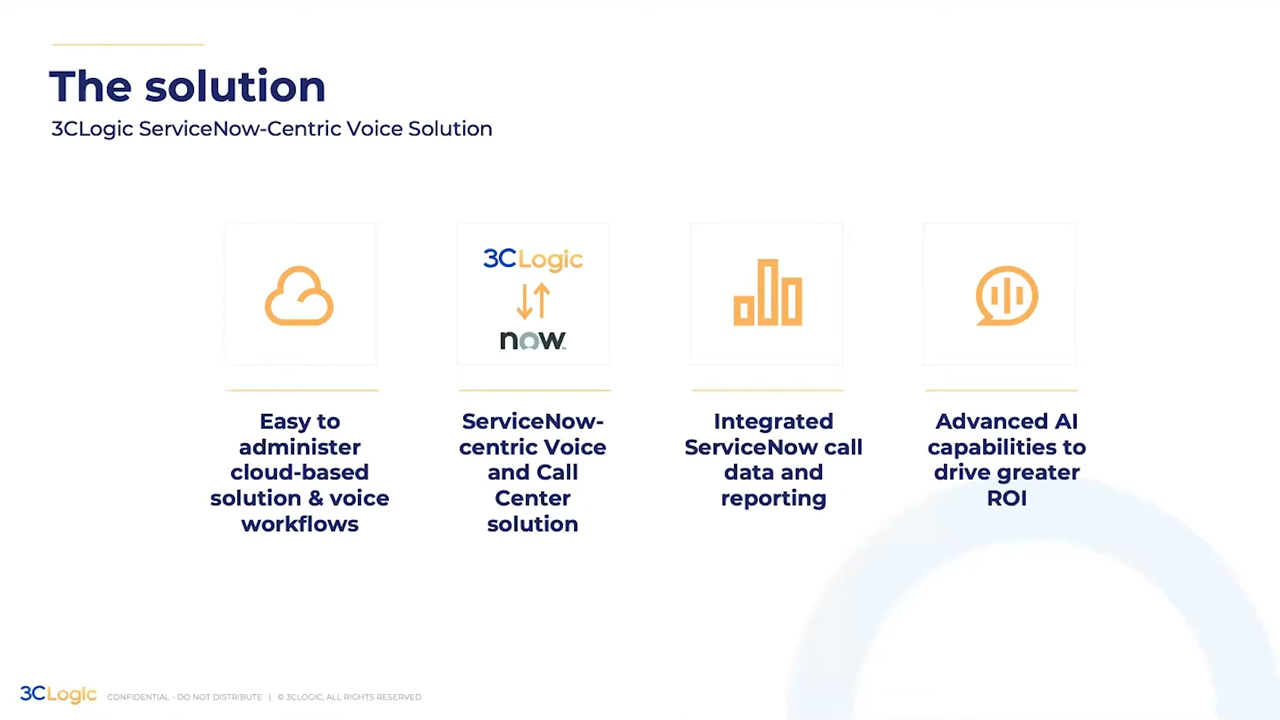 The solution
3CLogic ServiceNow-Centric Voice Solution
3CLogic
now
Easy to
administer
cloud-based
solution & voice
workflows
ServiceNow-
centric Voice
and Call
Center
solution
Integrated
ServiceNow call
data and
reporting
Advanced AI
capabilities to
drive greater
ROI
3CLogic CONFIDENTIAL - DO NOT DISTRIBUTE | © 3CLOGIC, ALL RIGHTS RESERVED